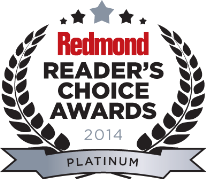 Redmond
READER'S
CHOICE
AWARDS
2014
PLATINUM